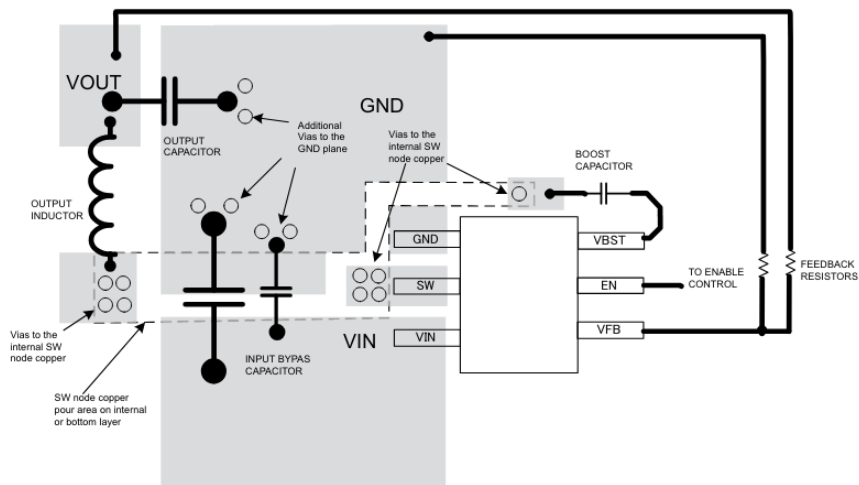 VOUT
GND
OUTPUT
CAPACITOR
Additional
Vias to the
GND plane
Vias to the
internal SW
node copper
BOOST
CAPACITOR
OUTPUT
INDUCTOR
GND
VBST
SW
EN
TO ENABLE
CONTROL
FEEDBACK
RESISTORS
VIN
VIN
VFB
Vias to the
internal SW
node copper
INPUT BYPAS
CAPACITOR
SW node copper
pour area on internal
or bottom layer